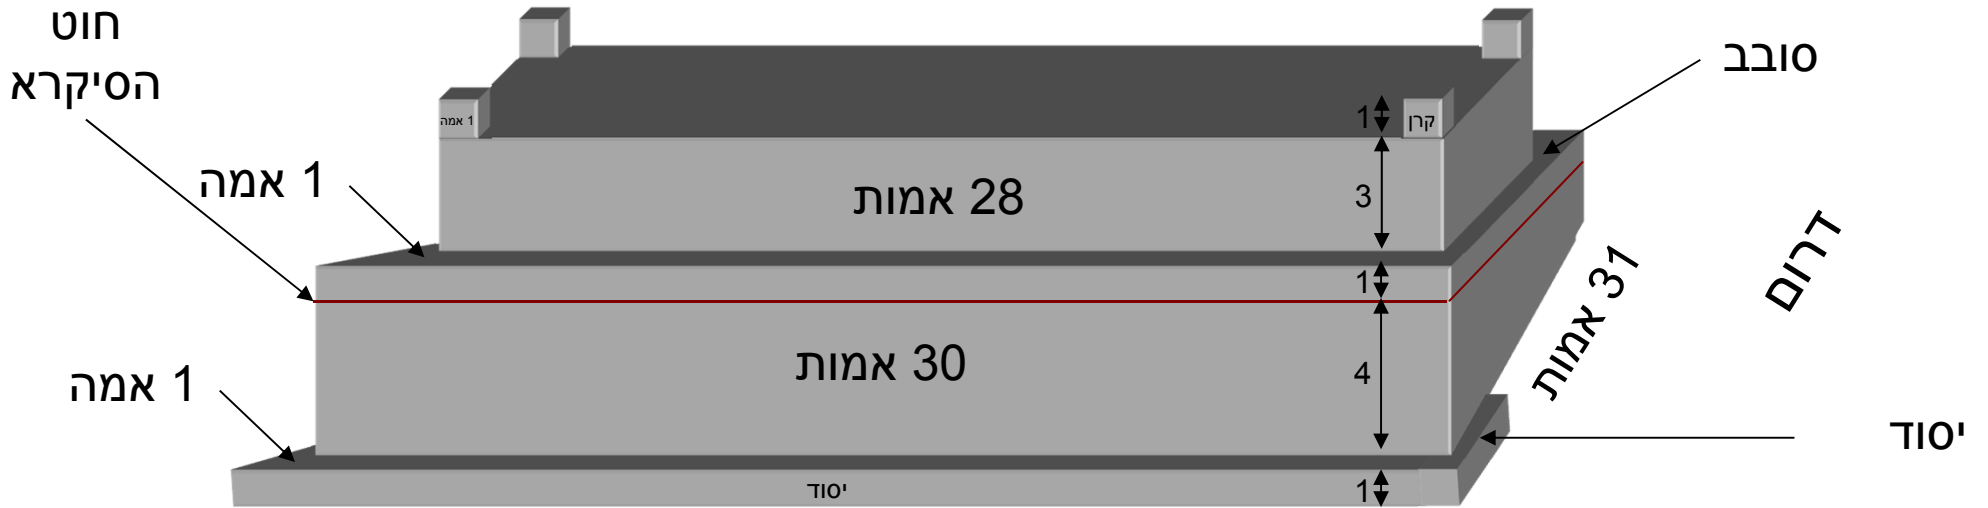 חוט
הסיקרא
סובב
1 אמה
קרן
1
1 אמה
28 אמות
3
דרום
1
31 אמות
30 אמות
4
1 אמה
יסוד
יסוד
1